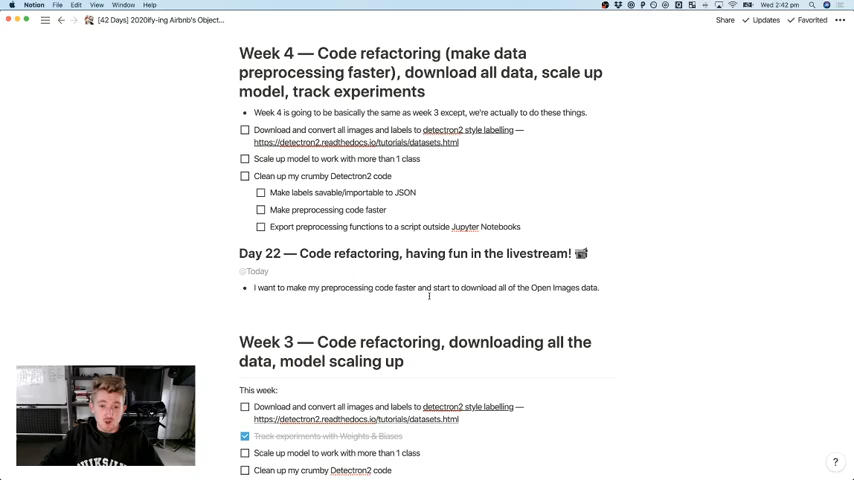 Notion File Edit View Window Help
Wed 2:42 pm
[42 Days] 2020ify-ing Airbnb's Object...
Share Updates Favorited
Week 4 — Code refactoring (make data
preprocessing faster), download all data, scale up
model, track experiments
Week 4 is going to be basically the same as week 3 except, we're actually to do these things.
Download and convert all images and labels to detectron2 style labelling —
https://detectron2.readthedocs.io/tutorials/datasets.html
Scale up model to work with more than 1 class
Clean up my crumby Detectron2 code
Make labels savable/importable to JSON
Make preprocessing code faster
Export preprocessing functions to a script outside Jupyter Notebooks
Day 22 — Code refactoring, having fun in the livestream! 📹
@Today
I want to make my preprocessing code faster and start to download all of the Open Images data.
Week 3 — Code refactoring, downloading all the
data, model scaling up
This week:
Download and convert all images and labels to detectron2 style labelling —
https://detectron2.readthedocs.io/tutorials/datasets.html
Track experiments with Weights & Biases
Scale up model to work with more than 1 class
Clean up my crumby Detectron2 code
?